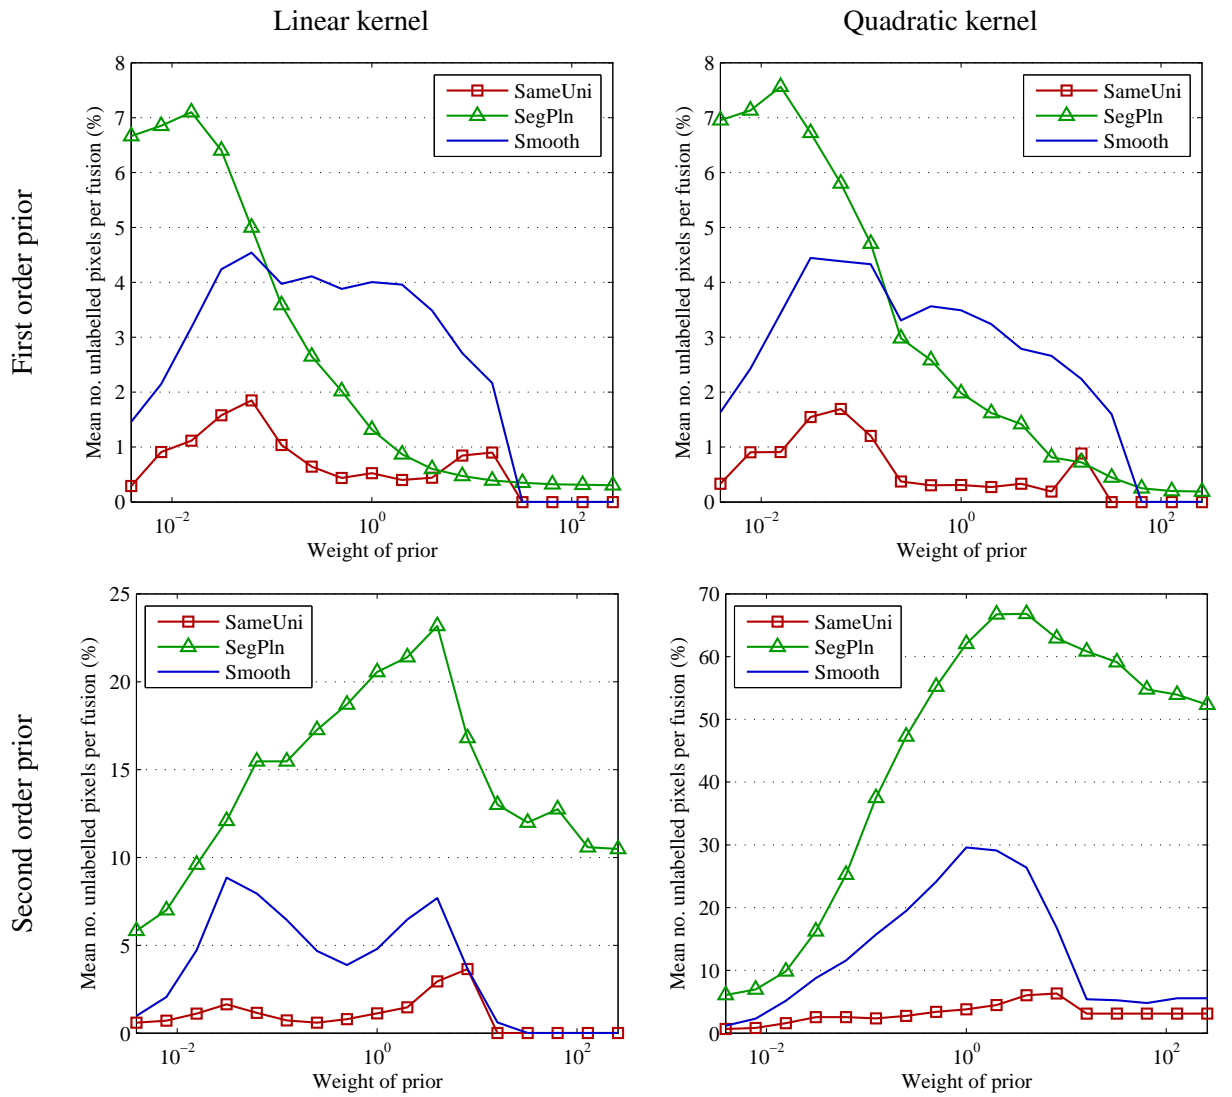 Linear kernel
Quadratic kernel
First order prior
Second order prior
Mean no. unlabelled pixels per fusion (%)
8
7
6
5
4
3
2
1
0
SameUni
SegPln
Smooth
10^-2
10^0
10^2
Weight of prior
Mean no. unlabelled pixels per fusion (%)
8
7
6
5
4
3
2
1
0
SameUni
SegPln
Smooth
10^-2
10^0
10^2
Weight of prior
Mean no. unlabelled pixels per fusion (%)
25
20
15
10
5
0
SameUni
SegPln
Smooth
10^-2
10^0
10^2
Weight of prior
Mean no. unlabelled pixels per fusion (%)
70
60
50
40
30
20
10
0
SameUni
SegPln
Smooth
10^-2
10^0
10^2
Weight of prior